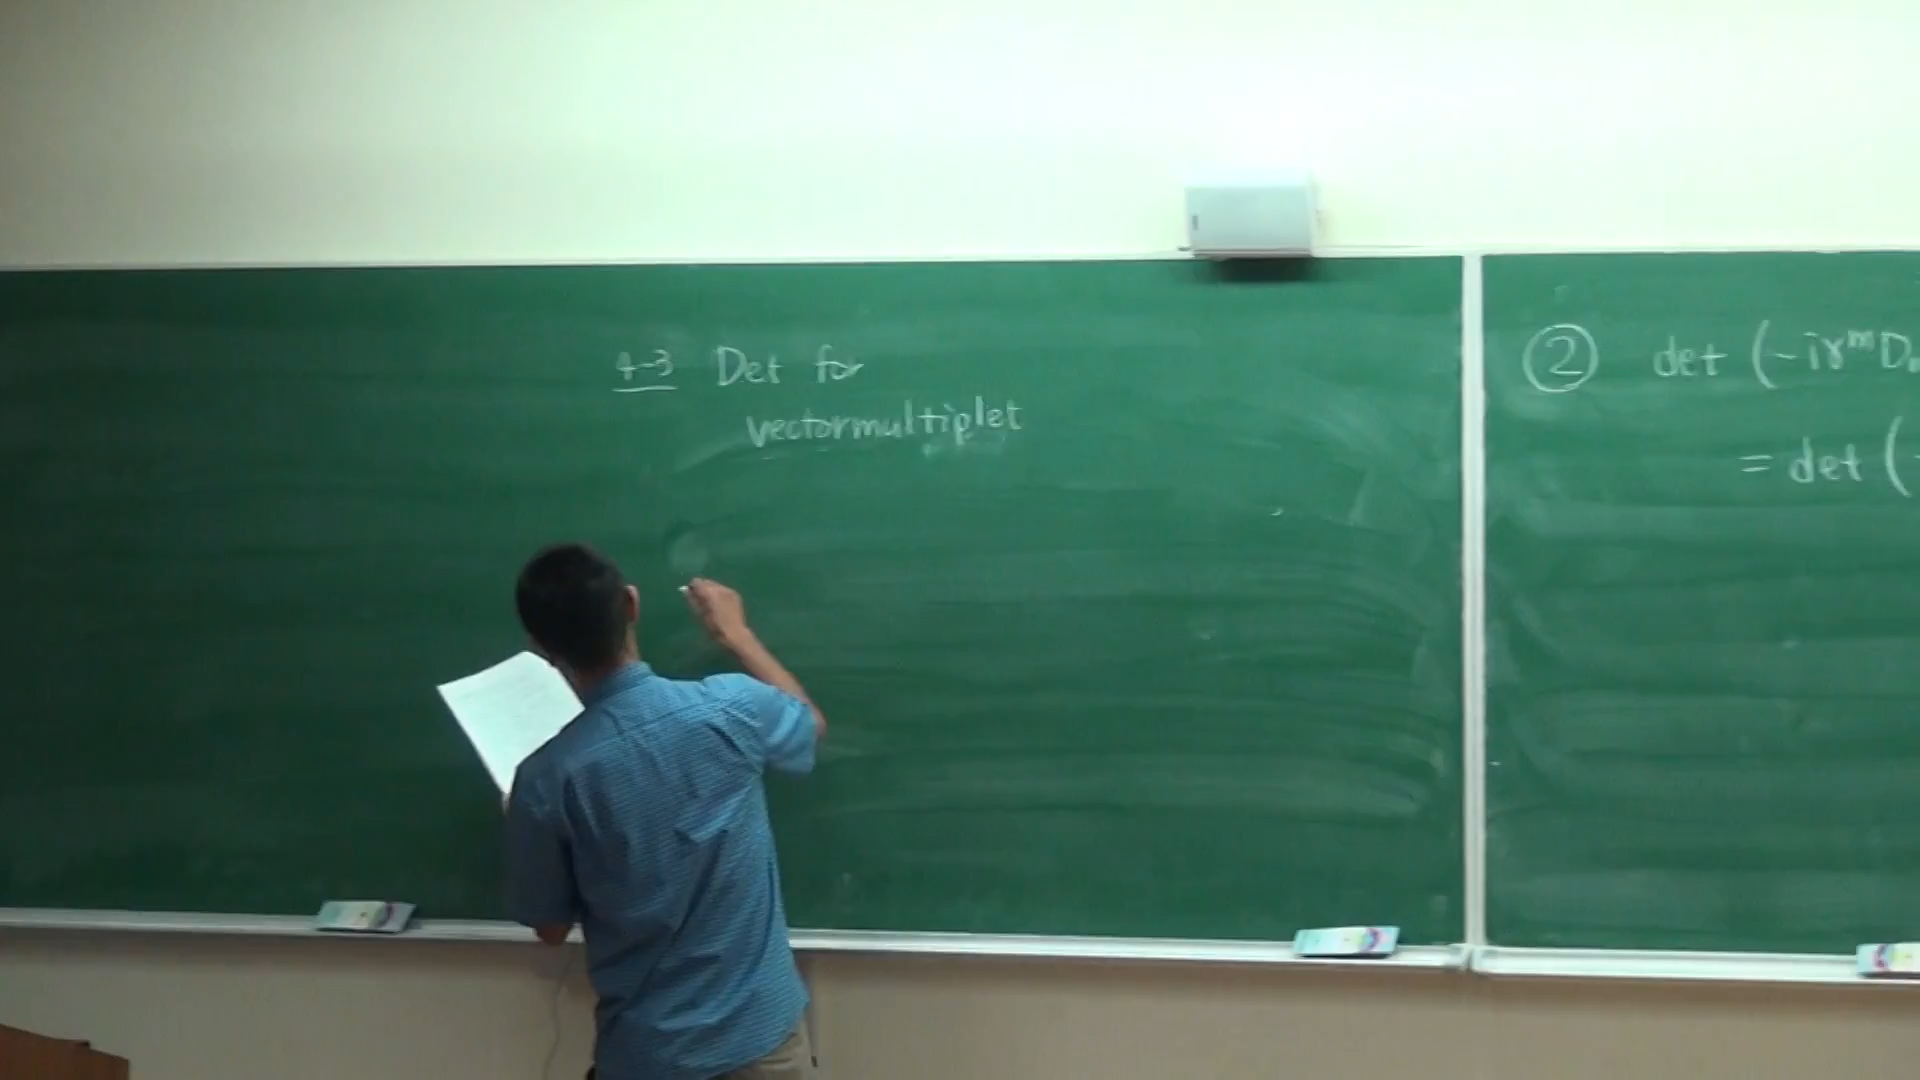 4-3 Det for
vectormultiplet
② det (-iγᵐD
= det (-